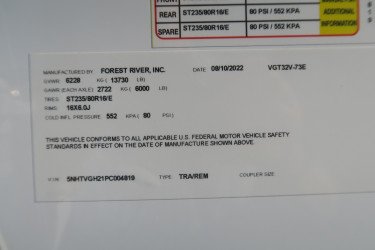 FRONT
REAR ST235/80R16/E 80 PSI / 552 KPA ADDITIONAL
SPARE ST235/80R16/E 80 PSI / 552 KPA INFORMATION
MANUFACTURED BY FOREST RIVER, INC. DATE 08/10/2022 VGT32V-73E
GVWR 6228 KG( 13730 LB)
GAWR (EACH AXLE) 2722 KG( 6000 LB)
TIRES ST235/80R16/E
RIMS 16X6.0J
COLD INFL. PRESSURE 552 KPA( 80 PSI)
THIS VEHICLE CONFORMS TO ALL APPLICABLE U.S. FEDERAL MOTOR VEHICLE SAFETY
STANDARDS IN EFFECT ON THE DATE OF MANUFACTURE SHOWN ABOVE.
V.I.N. 5NHTVGH21PC004819 TYPE TRA/REM COUPLER SIZE